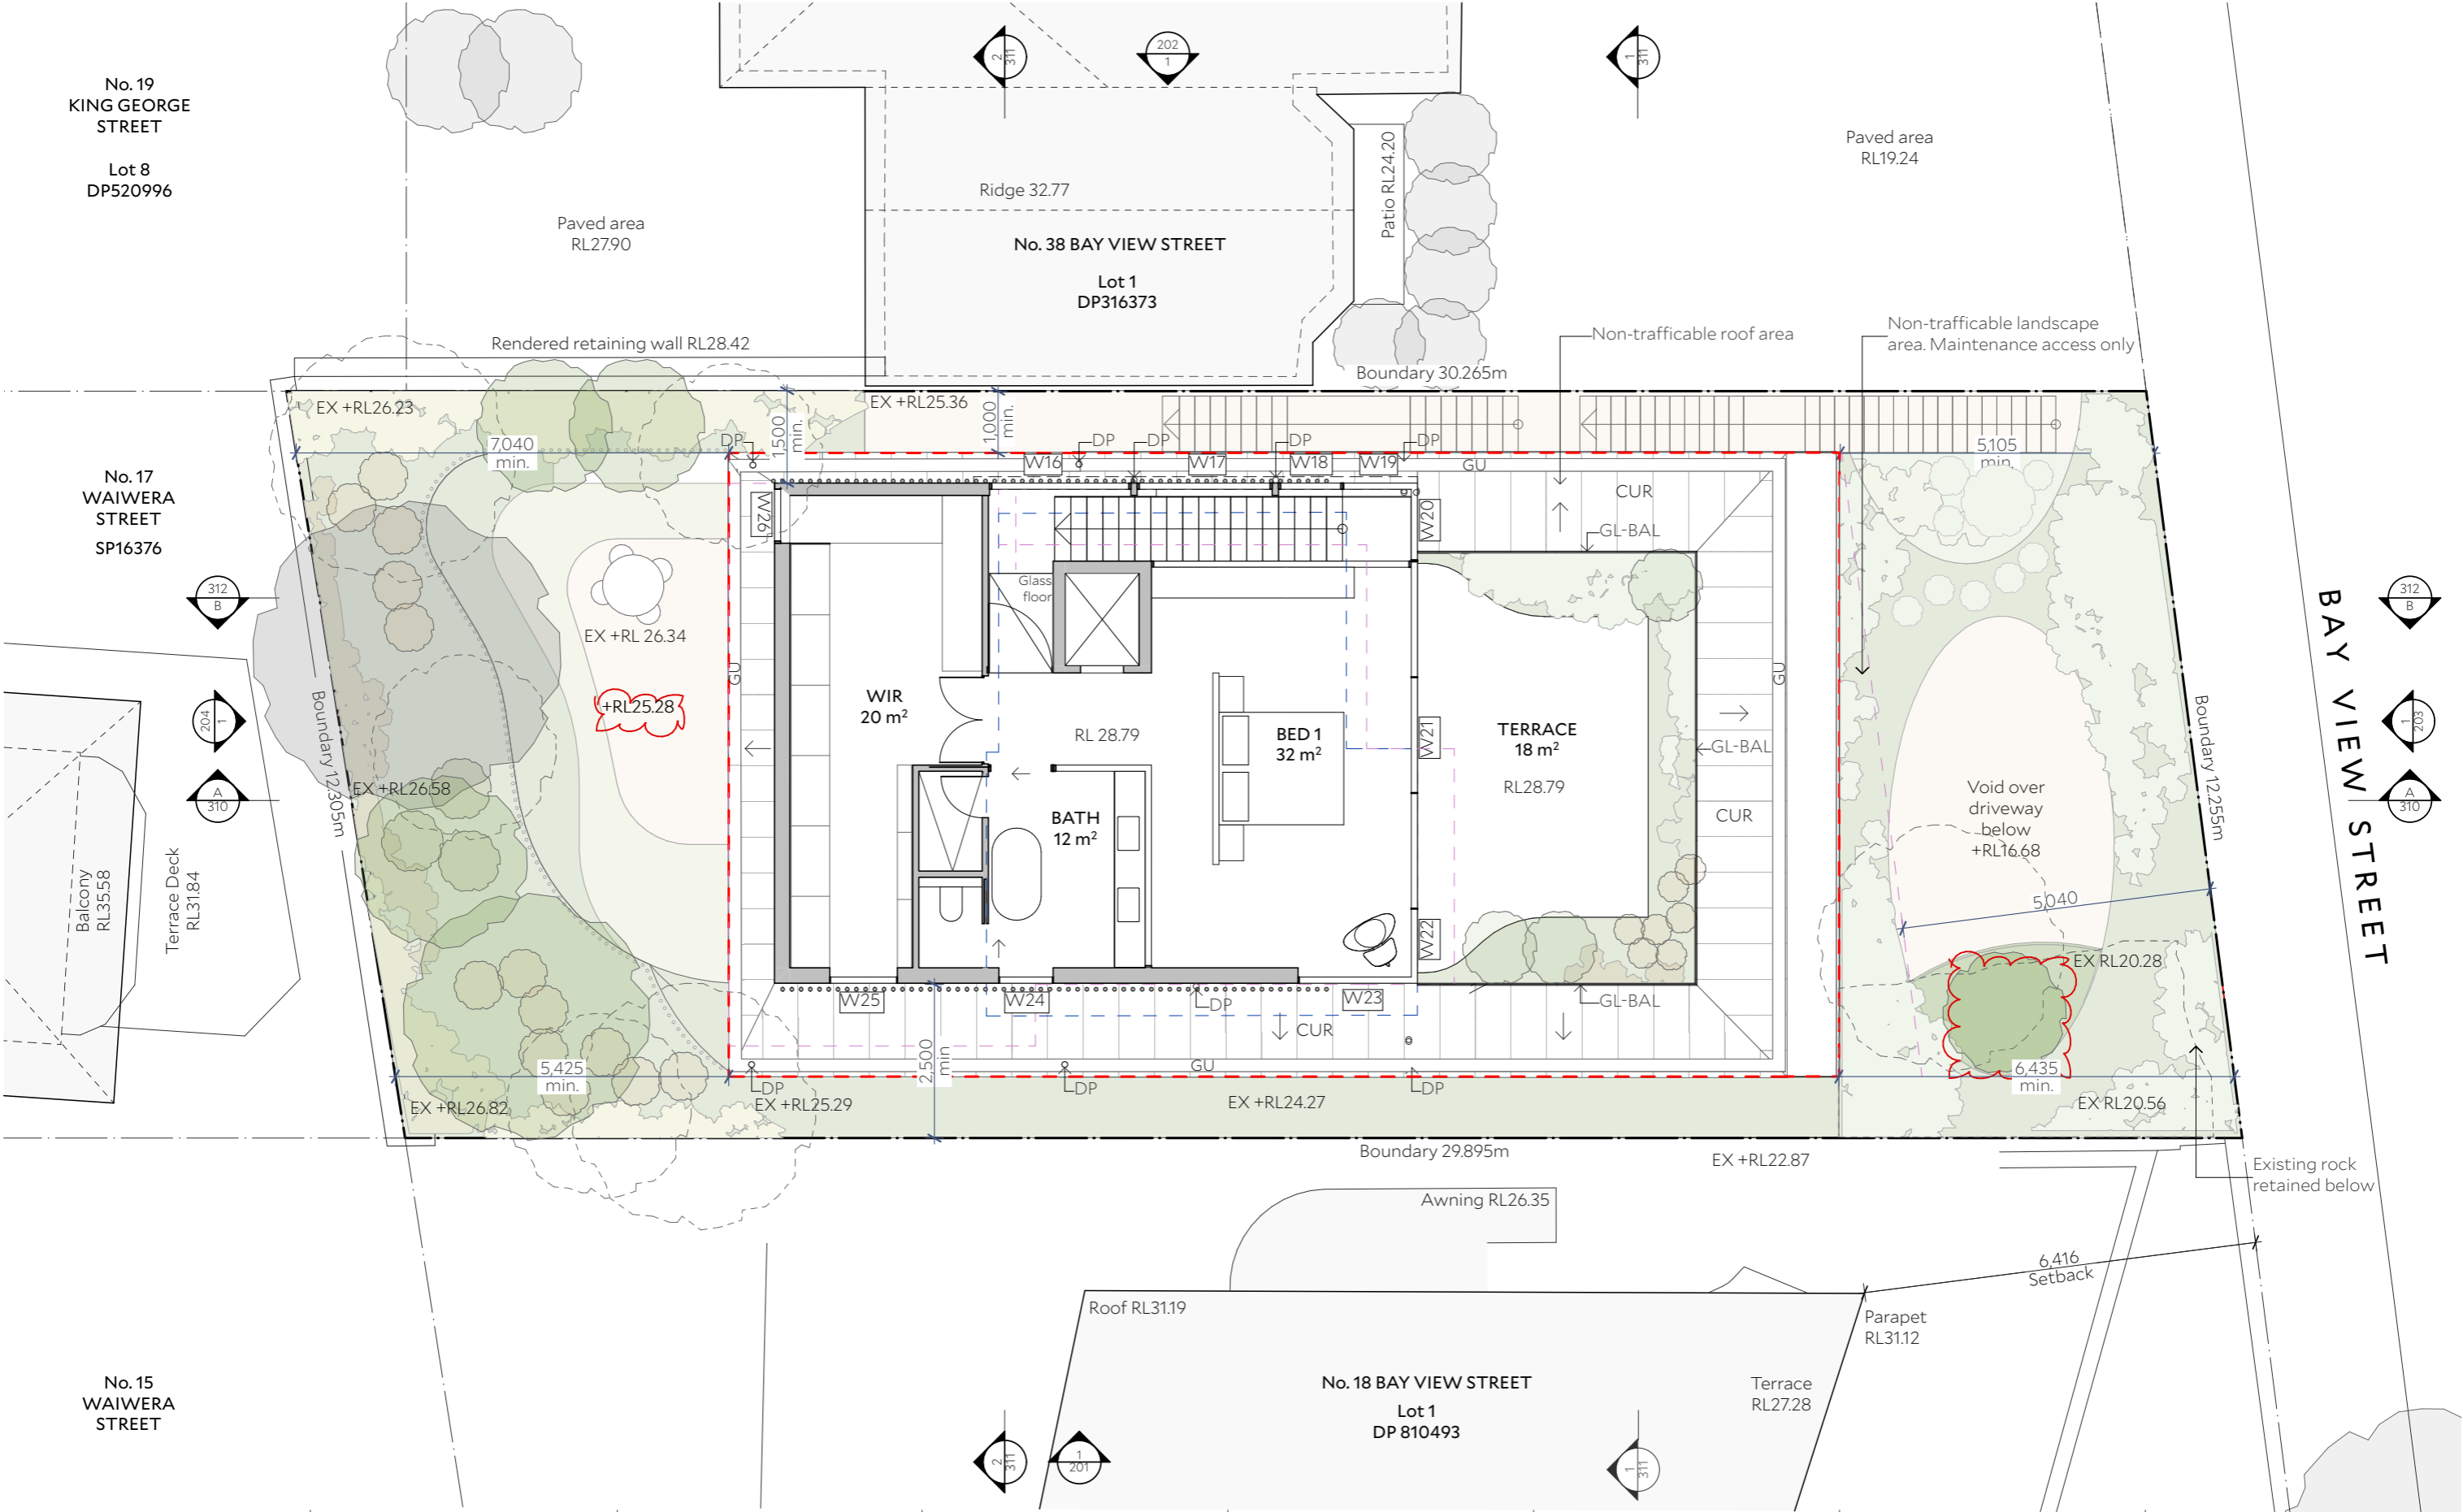 No. 19
KING GEORGE
STREET
Lot 8
DP520996
2
311
202
1
1
311
Paved area
RL19.24
Patio RL24.20
Ridge 32.77
Paved area
RL27.90
No. 38 BAY VIEW STREET
Lot 1
DP316373
Non-trafficable roof area
Non-trafficable landscape
area. Maintenance access only
Rendered retaining wall RL28.42
Boundary 30.265m
EX +RL26.23
EX +RL25.36
1,500
min.
1,000
min.
7,040
min.
DP
DP
DP
DP
DP
5,105
min.
W16
W17
W18
W19
GU
No. 17
WAIWERA
STREET
SP16376
W26
W20
CUR
GL-BAL
312
B
Glass
floor
312
B
BAY VIEW STREET
EX +RL 26.34
GU
GU
WIR
20 m²
+RL25.28
204
1
Boundary 12.305m
RL 28.79
BED 1
32 m²
W21
TERRACE
18 m²
RL28.79
GL-BAL
1
203
Boundary 12.255m
EX +RL26.58
A
310
BATH
12 m²
CUR
Void over
driveway
below
+RL16.68
A
310
Balcony
RL35.58
Terrace Deck
RL31.84
5,040
W22
EX RL20.28
W25
W24
DP
W23
GL-BAL
CUR
2,500
min
GU
5,425
min.
6,435
min.
DP
DP
DP
EX +RL26.82
EX +RL25.29
EX +RL24.27
EX RL20.56
Boundary 29.895m
EX +RL22.87
Existing rock
retained below
Awning RL26.35
6,416
Setback
Roof RL31.19
Parapet
RL31.12
No. 15
WAIWERA
STREET
No. 18 BAY VIEW STREET
Lot 1
DP 810493
Terrace
RL27.28
2
311
1
201
1
311